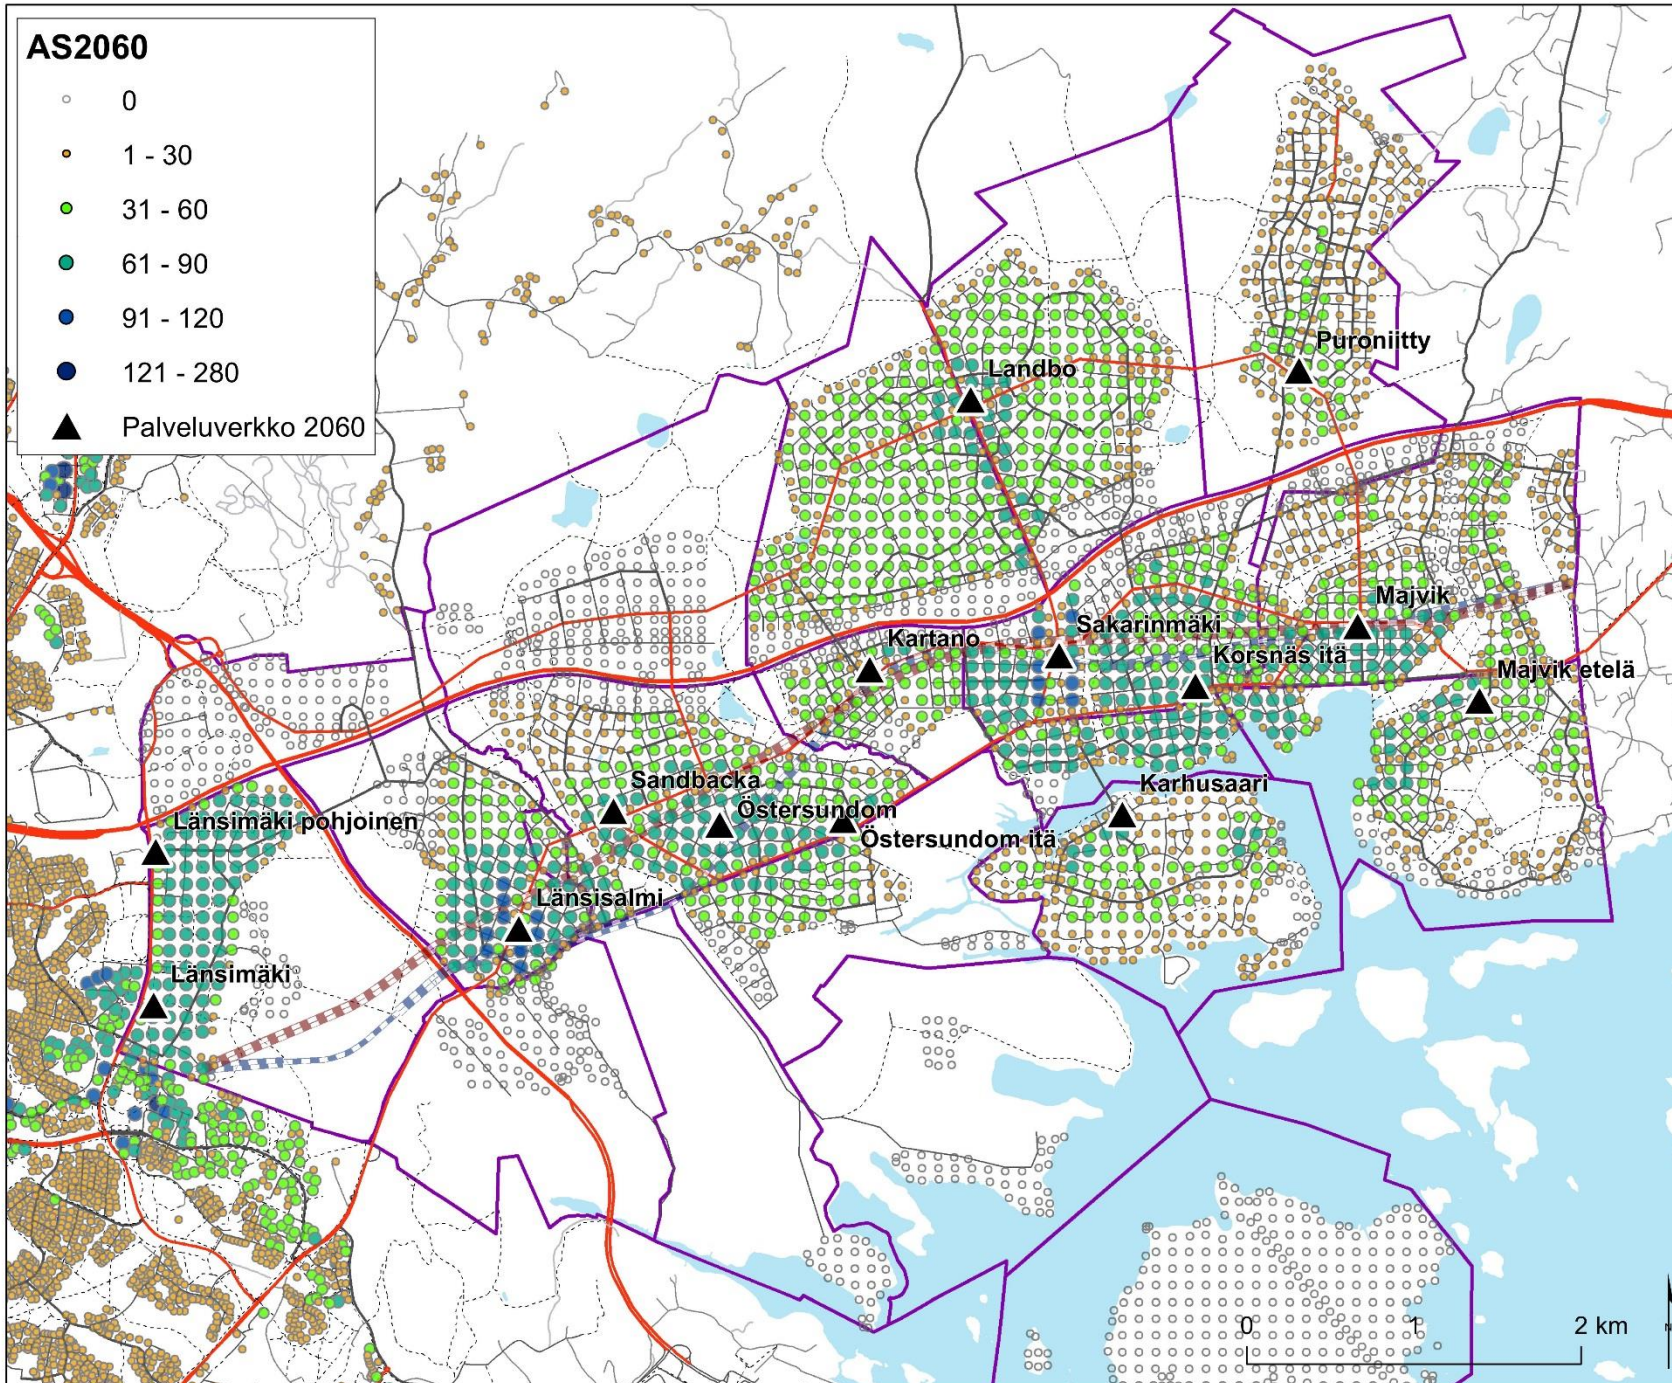 AS2060
0
1 - 30
31 - 60
61 - 90
91 - 120
121 - 280
Palveluverkko 2060
Puroniitty
Landbo
Majvik
Kartano
Sakarinmäki
Korsnäs itä
Majvik etelä
Sandbacka
Karhusaari
Östersundom
Länsimäki pohjoinen
Östersundom itä
Länsisalmi
Länsimäki
0 1 2 km